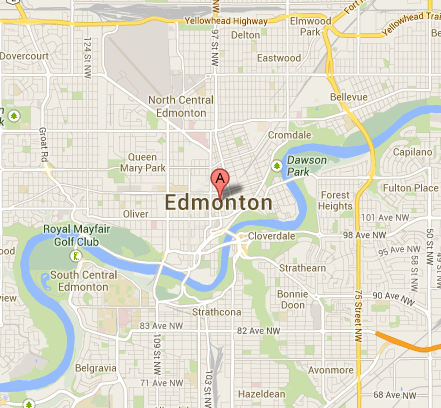 Yellowhead Highway
Elmwood
Park
Fort
Yellowhead Trail
124 St NW
97 St NW
Delton
Dovercourt
Eastwood
North Central
Edmonton
Bellevue
Park
Groat Rd
Cromdale
Queen
Mary Park
Dawson
Park
Capilano
A
Edmonton
Forest
Heights
Fulton Place
Oliver
101 Ave NW
Royal Mayfair
Golf Club
Cloverdale
98 Ave NW
95 Ave NW
50 St NW
58 St NW
South Central
Edmonton
Strathearn
75 Street NW
Bonnie
Doon
90 Ave NW
Strathcona
83 Ave NW
82 Ave NW
109 St NW
103 St NW
Belgravia
71 Ave NW
Avonmore
68 Ave NW
Hazeldean